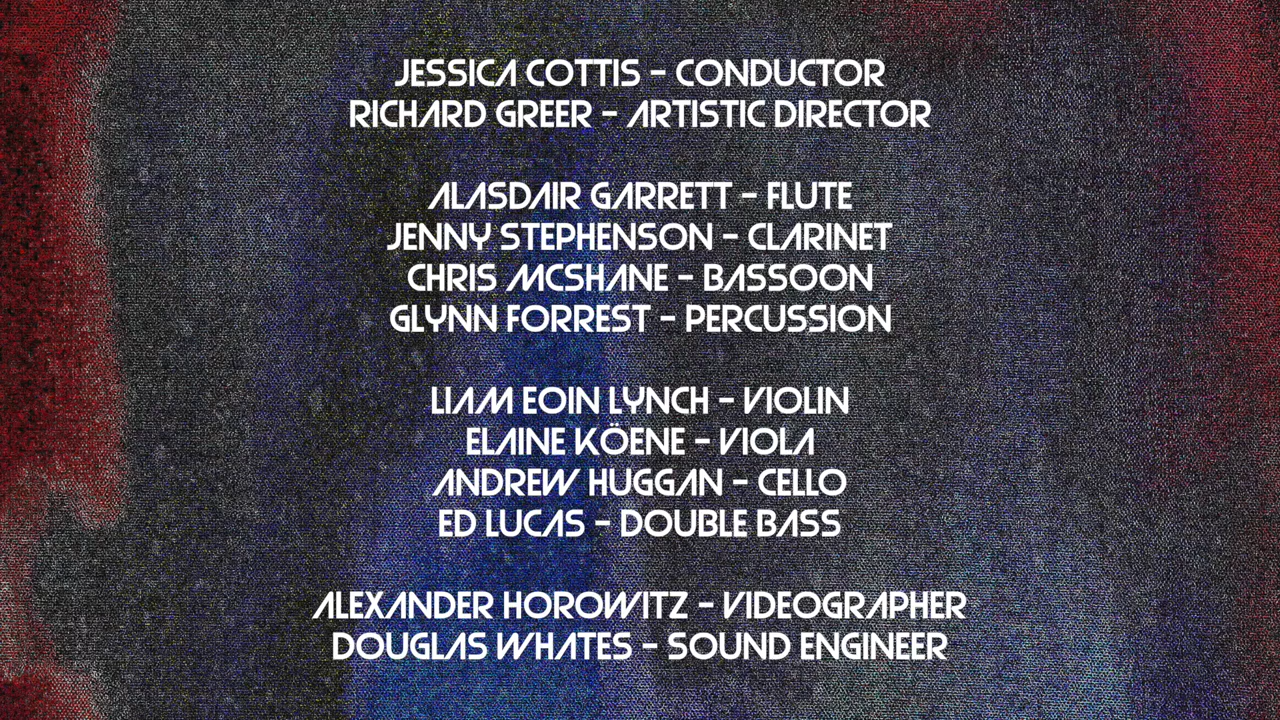 JESSICA COTTIS - CONDUCTOR
RICHARD GREER - ARTISTIC DIRECTOR
ALASDAIR GARRETT - FLUTE
JENNY STEPHENSON - CLARINET
CHRIS MCSHANE - BASSOON
GLYNN FORREST - PERCUSSION
LIAM EOIN LYNCH - VIOLIN
ELAINE KÖENE - VIOLA
ANDREW HUGGAN - CELLO
ED LUCAS - DOUBLE BASS
ALEXANDER HOROWITZ - VIDEOGRAPHER
DOUGLAS WHATES - SOUND ENGINEER